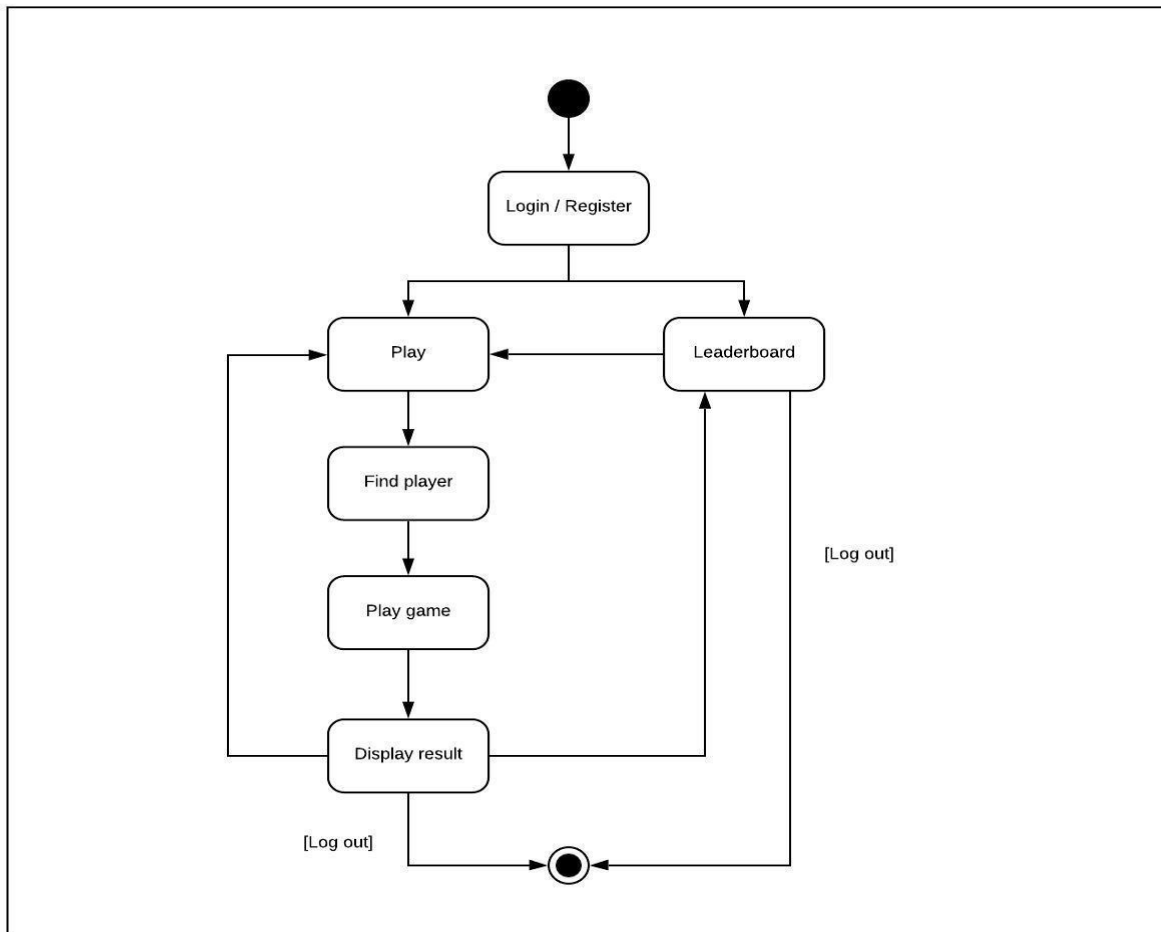 Login / Register
Play
Leaderboard
Find player
[Log out]
Play game
Display result
[Log out]